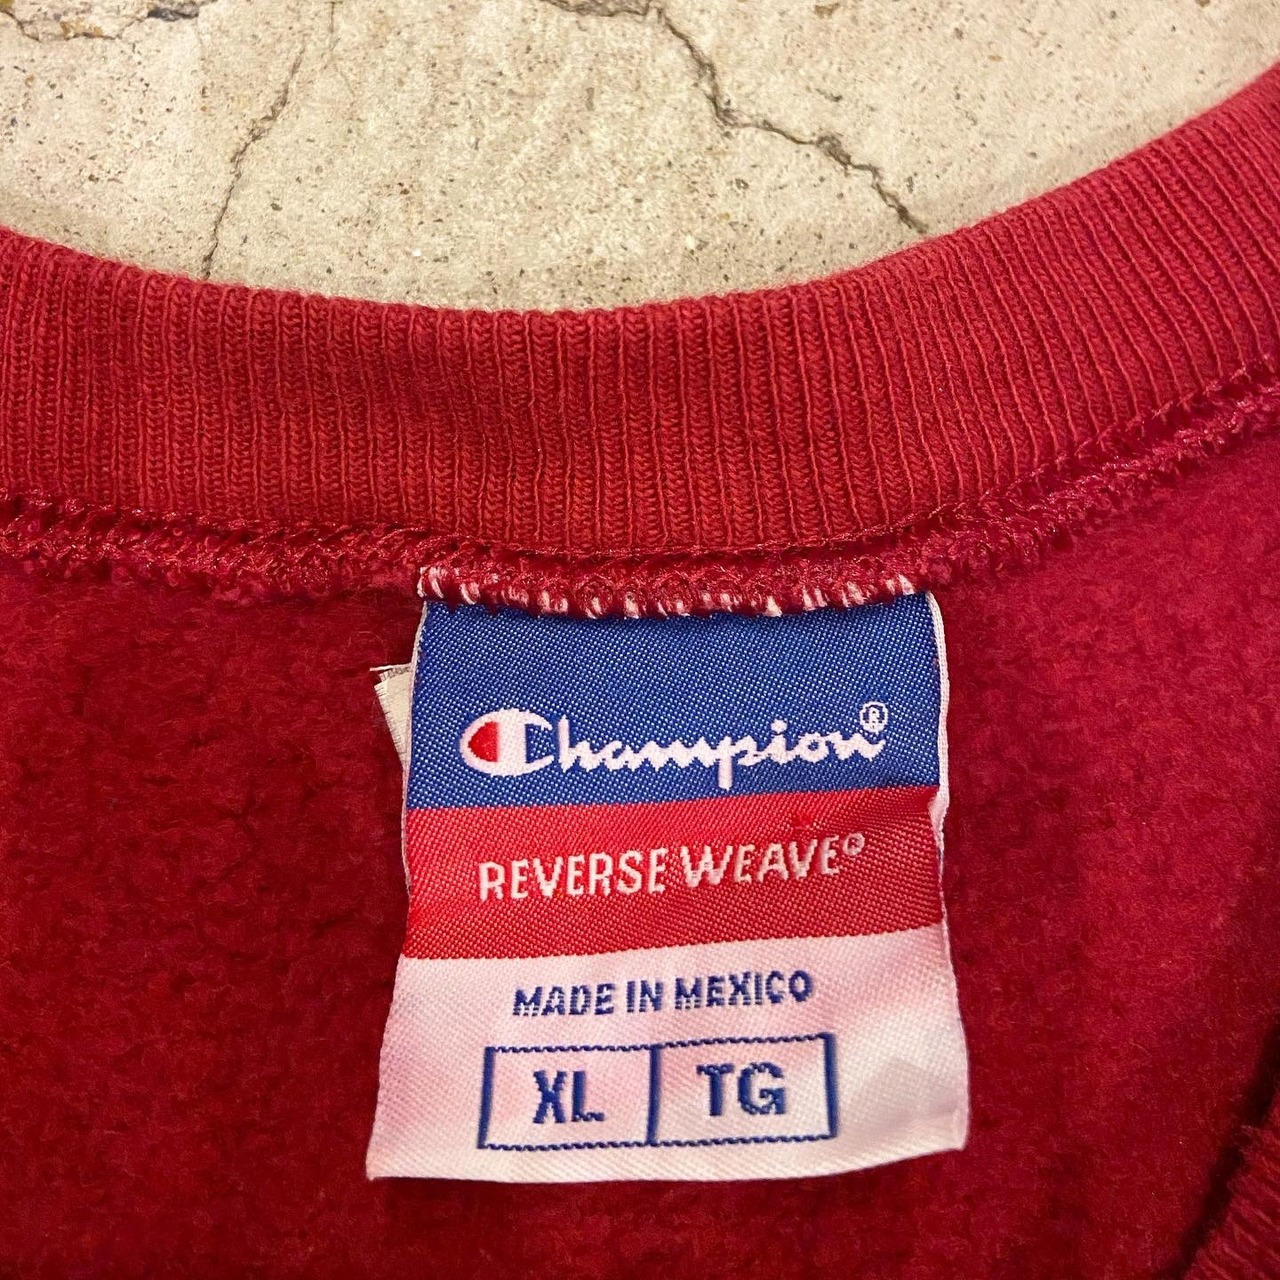 Champion®
REVERSE WEAVE®
MADE IN MEXICO
XL TG